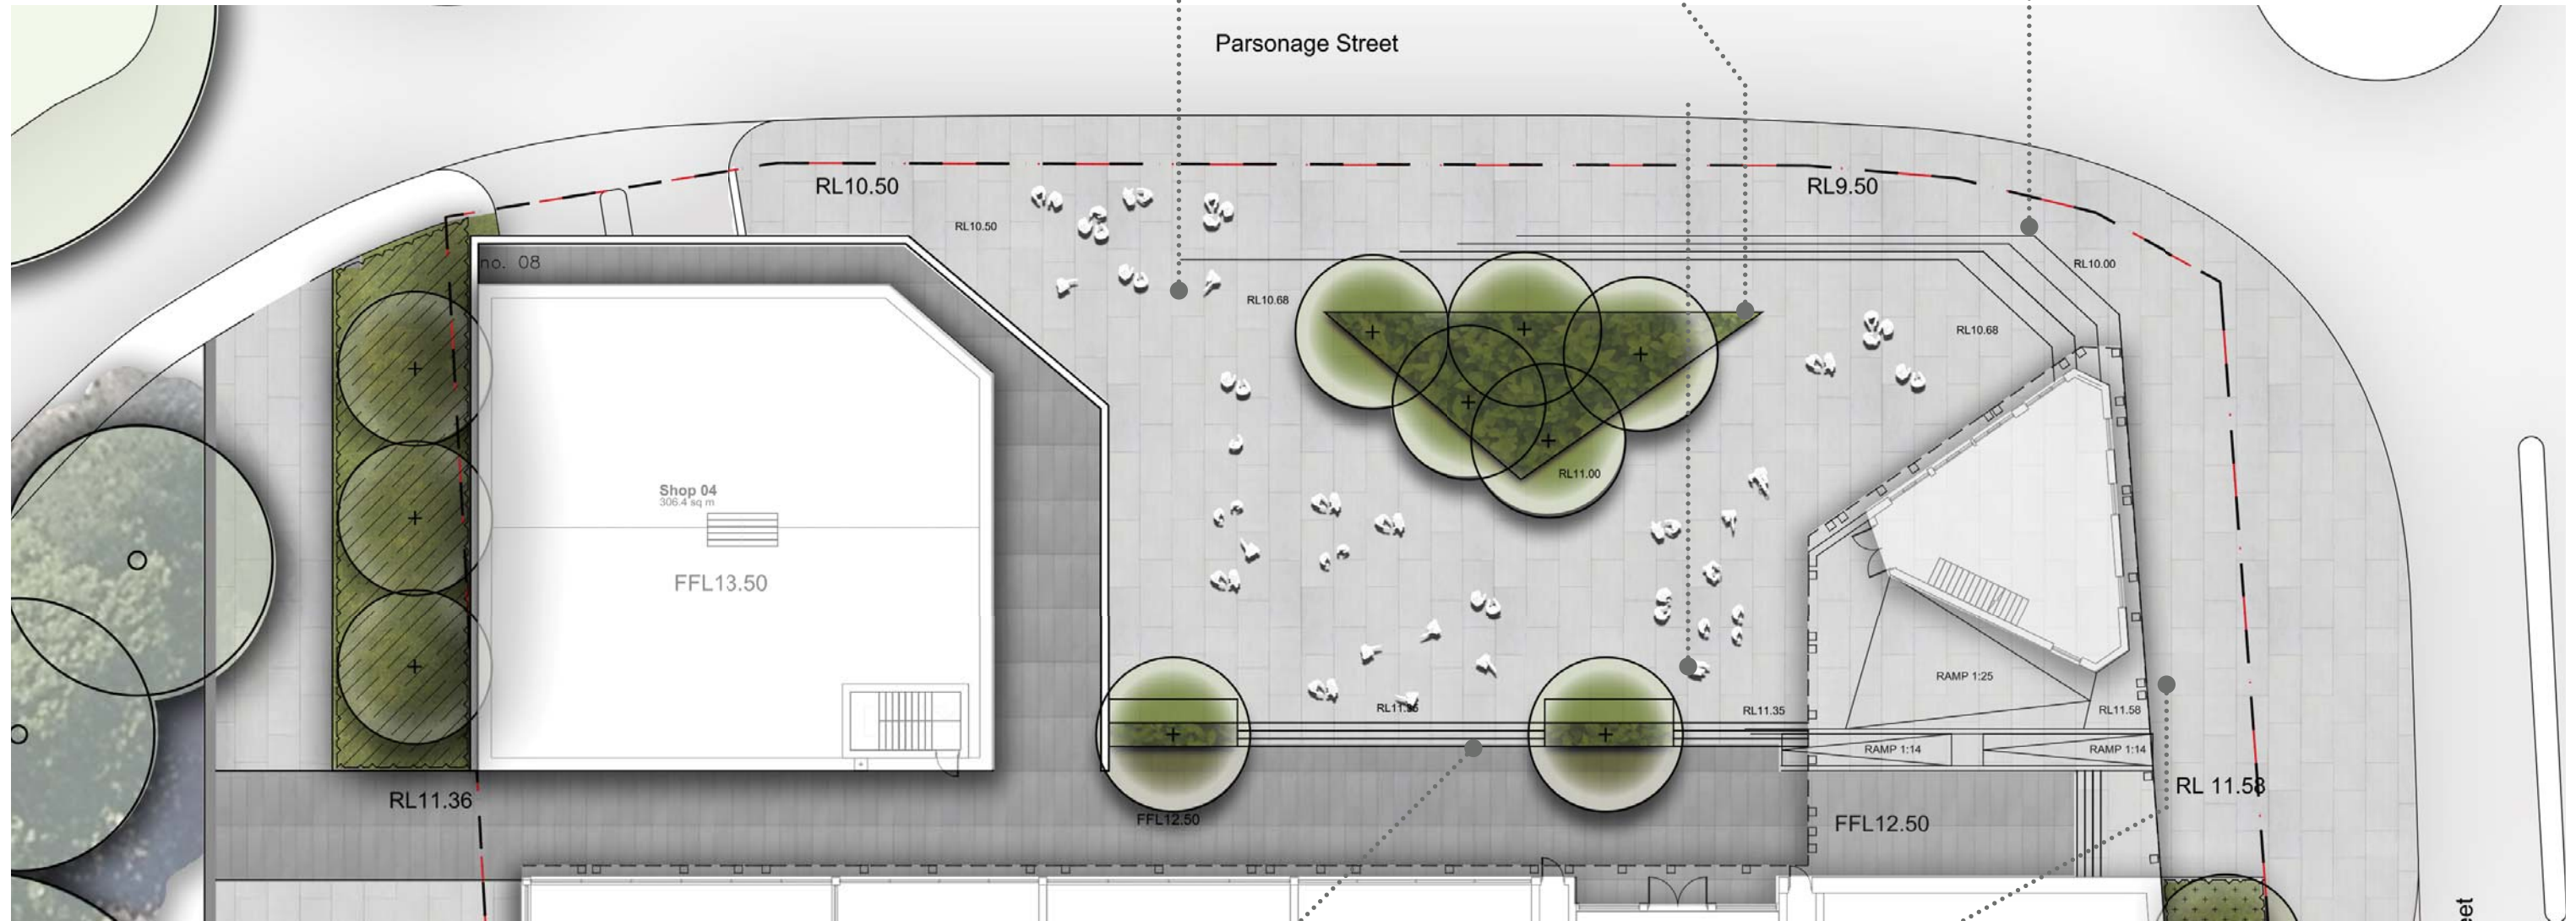 Parsonage Street
RL10.50
RL9.50
RL10.50
no. 08
RL10.00
RL10.68
RL10.68
RL11.00
Shop 04
306.4 sq m
FFL13.50
RAMP 1:25
RL11.35
RL11.58
RAMP 1:14
RAMP 1:14
RL 11.58
RL11.36
FFL12.50
FFL12.50